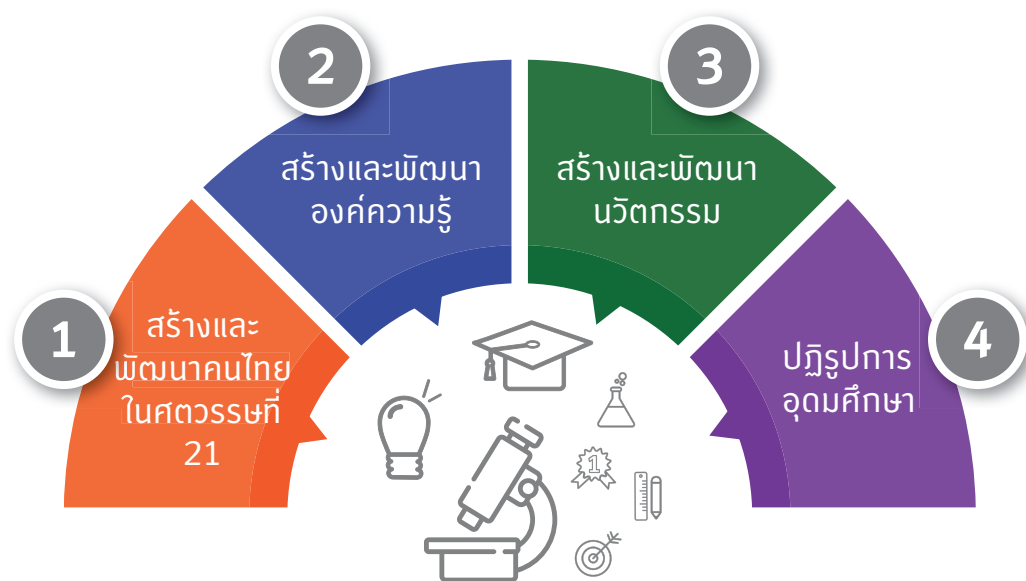 1
สร้างและ
พัฒนาคนไทย
ในศตวรรษที่
21
2
สร้างและพัฒนา
องค์ความรู้
3
สร้างและพัฒนา
นวัตกรรม
4
ปฏิรูปการ
อุดมศึกษา
1